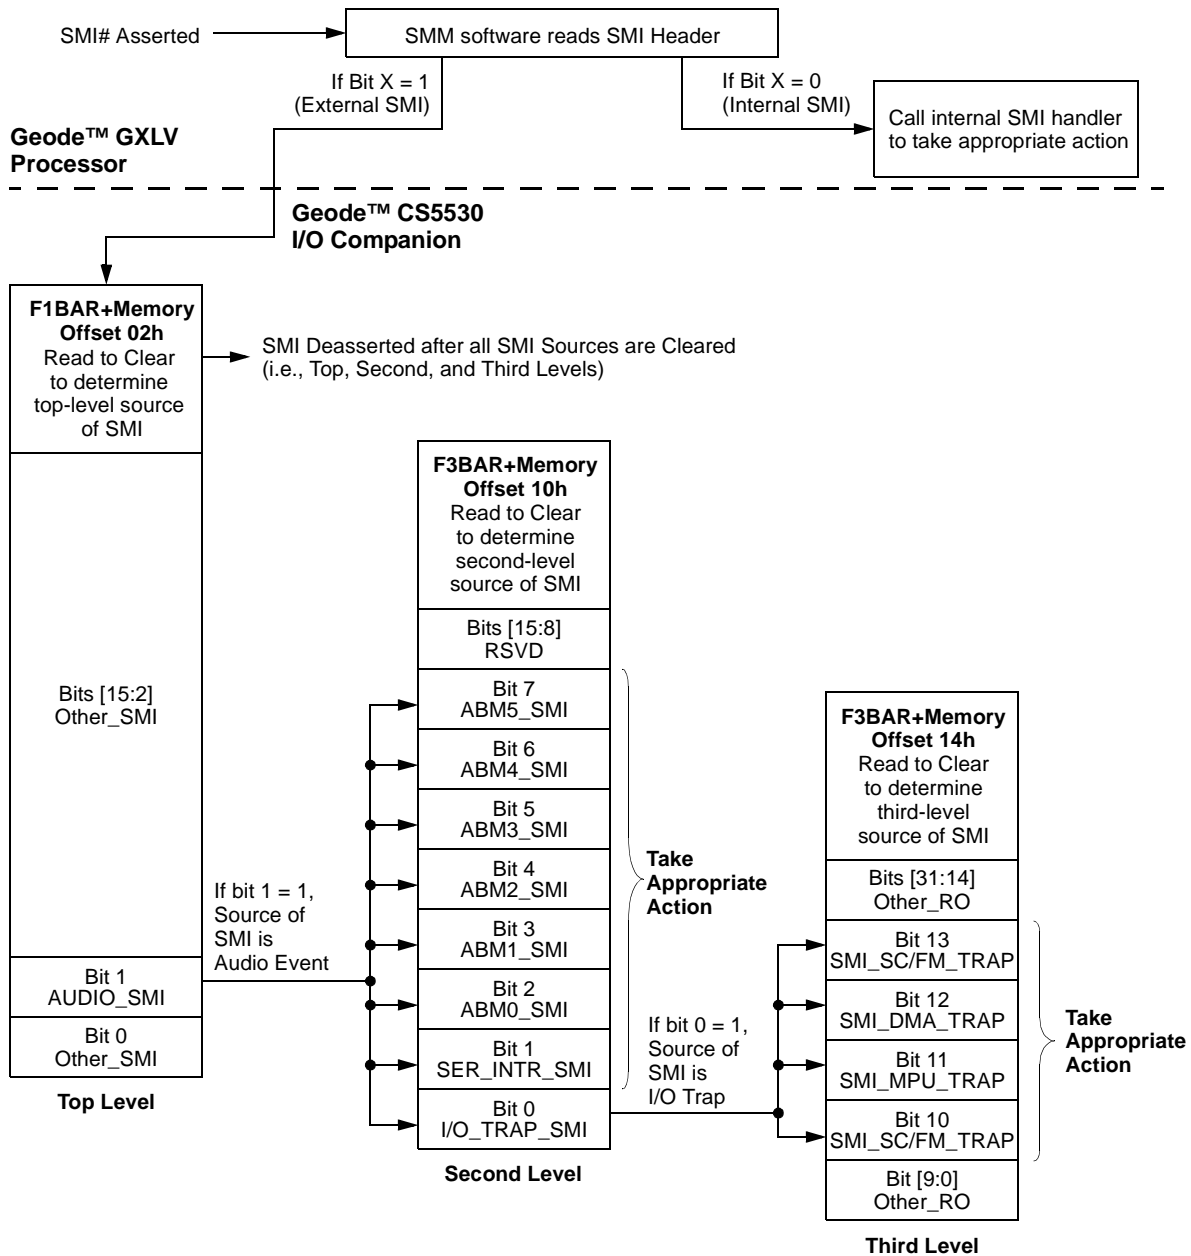 SMI# Asserted
SMM software reads SMI Header
If Bit X = 1
(External SMI)
If Bit X = 0
(Internal SMI)
Call internal SMI handler
to take appropriate action
Geode™ GXLV
Processor
Geode™ CS5530
I/O Companion
F1BAR+Memory
Offset 02h
Read to Clear
to determine
top-level source
of SMI
SMI Deasserted after all SMI Sources are Cleared
(i.e., Top, Second, and Third Levels)
Bits [15:2]
Other_SMI
Bit 1
AUDIO_SMI
Bit 0
Other_SMI
Top Level
If bit 1 = 1,
Source of
SMI is
Audio Event
F3BAR+Memory
Offset 10h
Read to Clear
to determine
second-level
source of SMI
Bits [15:8]
RSVD
Bit 7
ABM5_SMI
Bit 6
ABM4_SMI
Bit 5
ABM3_SMI
Bit 4
ABM2_SMI
Bit 3
ABM1_SMI
Bit 2
ABM0_SMI
Bit 1
SER_INTR_SMI
Bit 0
I/O_TRAP_SMI
Second Level
Take
Appropriate
Action
If bit 0 = 1,
Source of
SMI is
I/O Trap
F3BAR+Memory
Offset 14h
Read to Clear
to determine
third-level
source of SMI
Bits [31:14]
Other_RO
Bit 13
SMI_SC/FM_TRAP
Bit 12
SMI_DMA_TRAP
Bit 11
SMI_MPU_TRAP
Bit 10
SMI_SC/FM_TRAP
Bit [9:0]
Other_RO
Third Level
Take
Appropriate
Action